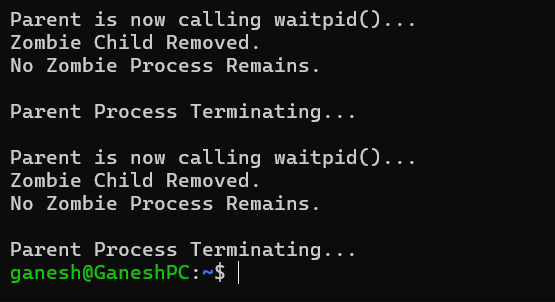 Parent is now calling waitpid()...
Zombie Child Removed.
No Zombie Process Remains.
Parent Process Terminating...
Parent is now calling waitpid()...
Zombie Child Removed.
No Zombie Process Remains.
Parent Process Terminating...
ganesh@GaneshPC:~$